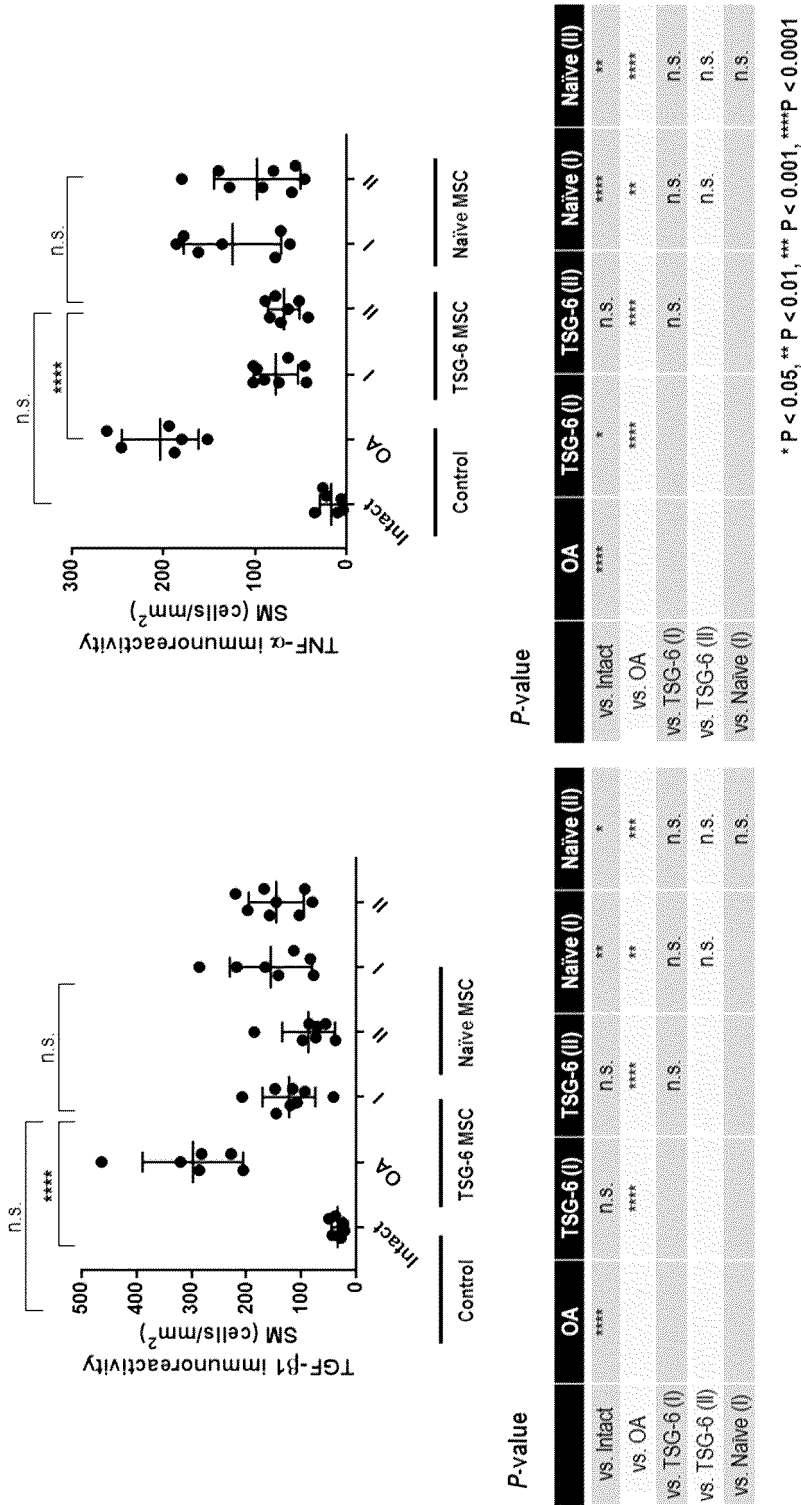 n.s.
****
n.s.
TGF-β1 immunoreactivity
SM (cells/mm²)
500
400
300
200
100
0
Intact
OA
I
II
I
II
Control
TSG-6 MSC
Naïve MSC
P-value
OA
TSG-6 (I)
TSG-6 (II)
Naïve (I)
Naïve (II)
vs. Intact
****
n.s.
n.s.
**
*
vs. OA
****
****
**
***
vs. TSG-6 (I)
n.s.
n.s.
n.s.
vs. TSG-6 (II)
n.s.
n.s.
vs. Naïve (I)
n.s.
n.s.
****
n.s.
TNF-α immunoreactivity
SM (cells/mm²)
300
200
100
0
Intact
OA
I
II
I
II
Control
TSG-6 MSC
Naïve MSC
P-value
OA
TSG-6 (I)
TSG-6 (II)
Naïve (I)
Naïve (II)
vs. Intact
****
*
n.s.
****
**
vs. OA
****
****
**
****
vs. TSG-6 (I)
n.s.
n.s.
n.s.
vs. TSG-6 (II)
n.s.
n.s.
vs. Naïve (I)
n.s.
* P < 0.05, ** P < 0.01, *** P < 0.001, ****P < 0.0001